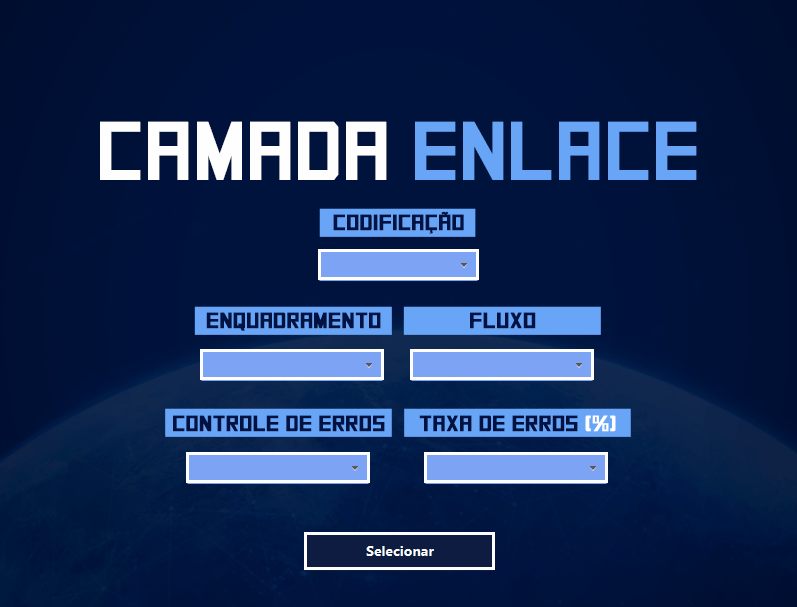 CAMADA ENLACE
CODIFICAÇÃO
ENQUADRAMENTO FLUXO
CONTROLE DE ERROS TAXA DE ERROS (%)
Selecionar